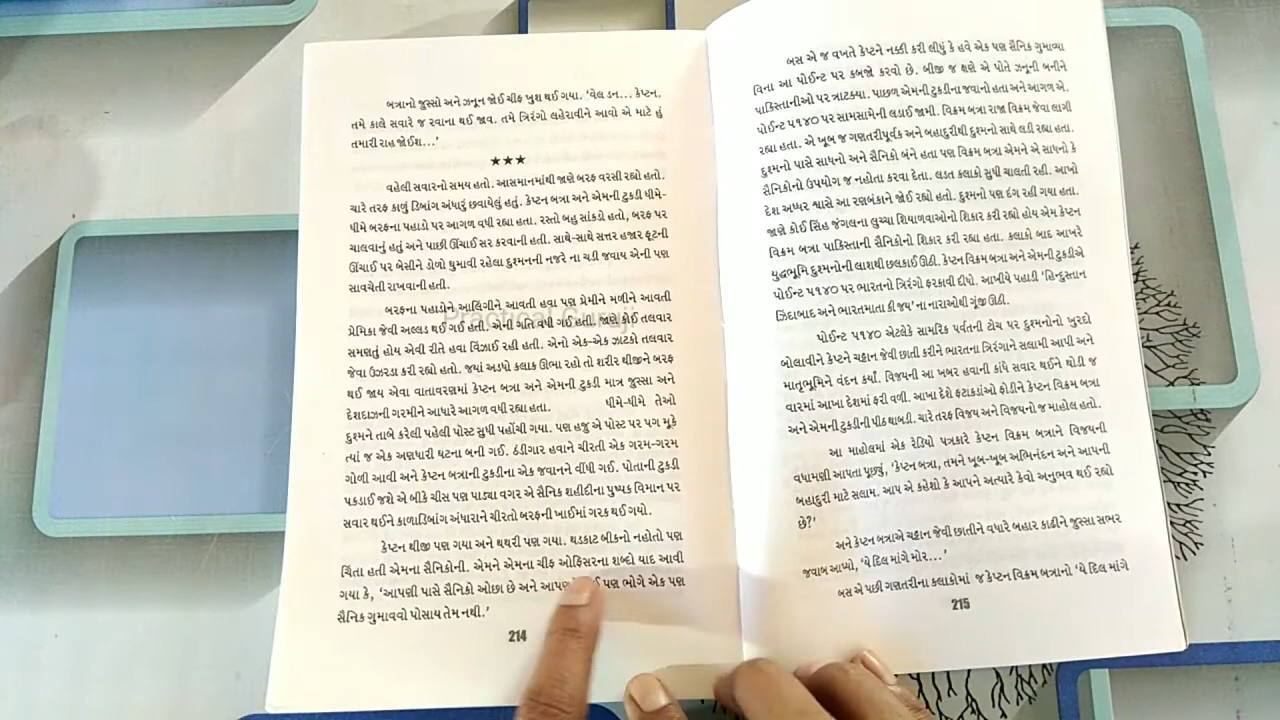 બત્રાનો જુસ્સો અને ઝનૂન જોઈ ચીફ ખુશ થઈ ગયા. ‘વેલ ડન... કેપ્ટન.
તમે કાલે સવારે જ રવાના થઈ જાવ. તમે ત્રિરંગો લહેરાવીને આવો એ માટે હું
તમારી રાહ જોઈશ...’
★★★
વહેલી સવારનો સમય હતો. આસમાનમાંથી જાણે બરફ વરસી રહ્યો હતો.
ચારે તરફ કાળું ડિબાંગ અંધારું છવાયેલું હતું. કેપ્ટન બત્રા અને એમની ટુકડી ધીમે-
ધીમે બરફના પહાડો પર આગળ વધી રહ્યા હતા. રસ્તો બહુ સાંકડો હતો, બરફ પર
ચાલવાનું હતું અને પાછી ઊંચાઈ સર કરવાની હતી. સાથે-સાથે સત્તર હજાર ફૂટની
ઊંચાઈ પર બેસીને ડોળો ઘુમાવી રહેલા દુશ્મનની નજરે ના ચડી જવાય એની પણ
સાવચેતી રાખવાની હતી.
બરફના પહાડોને આલિંગીને આવતી હવા પણ પ્રેમીને મળીને આવતી
પ્રેમિકા જેવી અલ્લડ થઈ ગઈ હતી. એની ગતિ વધી ગઈ હતી. જાણે કોઈ તલવાર
સમણતું હોય એવી રીતે હવા વિંઝાઈ રહી હતી. એનો એક-એક ઝાટકો તલવાર
જેવા ઉઝરડા કરી રહ્યો હતો. જ્યાં અડધો કલાક ઊભા રહો તો શરીર થીજીને બરફ
થઈ જાય એવા વાતાવરણમાં કેપ્ટન બત્રા અને એમની ટુકડી માત્ર જુસ્સા અને
દેશદાઝની ગરમીને આધારે આગળ વધી રહ્યા હતા. ધીમે-ધીમે તેઓ
દુશ્મને તાબે કરેલી પહેલી પોસ્ટ સુધી પહોંચી ગયા. પણ હજુ એ પોસ્ટ પર પગ મૂકે
ત્યાં જ એક અણધારી ઘટના બની ગઈ. ઠંડીગાર હવાને ચીરતી એક ગરમ-ગરમ
ગોળી આવી અને કેપ્ટન બત્રાની ટુકડીના એક જવાનને વીંધી ગઈ. પોતાની ટુકડી
પકડાઈ જશે એ બીકે ચીસ પણ પાડ્યા વગર એ સૈનિક શહીદીના પુષ્પક વિમાન પર
સવાર થઈને કાળાડિબાંગ અંધારાને ચીરતો બરફની ખાઈમાં ગરક થઈ ગયો.
કેપ્ટન થીજી પણ ગયા અને થથરી પણ ગયા. થડકાટ બીકનો નહોતો પણ
ચિંતા હતી એમના સૈનિકોની. એમને એમના ચીફ ઓફિસરના શબ્દો યાદ આવી
ગયા કે, ‘આપણી પાસે સૈનિકો ઓછા છે અને પણ ભોગે એક પણ
સૈનિક ગુમાવવો પોસાય તેમ નથી.’
214
બસ એ જ વખતે કેપ્ટને નક્કી કરી લીધું કે હવે એક પણ સૈનિક ગુમાવ્યા
વિના આ પોઈન્ટ પર કબજો કરવો છે. બીજી જ ક્ષણે એ પોતે ઝનૂની બનીને
પાકિસ્તાનીઓ પર ત્રાટક્યા. પાછળ એમની ટુકડીના જવાનો હતા અને આગળ એ.
પોઈન્ટ ૫૧૪૦ પર સામસામેની લડાઈ જામી. વિક્રમ બત્રા રાજા વિક્રમ જેવા લાગી
રહ્યા હતા. એ ખૂબ જ ગણતરીપૂર્વક અને બહાદુરીથી દુશ્મનો સાથે લડી રહ્યા હતા.
દુશ્મનો પાસે સાધનો અને સૈનિકો બંને હતા પણ વિક્રમ બત્રા એમને એ સાધનો કે
સૈનિકોનો ઉપયોગ જ નહોતા કરવા દેતા. લડત કલાકો સુધી ચાલતી રહી. આખો
દેશ અધ્ધર શ્વાસે આ રણબંકાને જોઈ રહ્યો હતો. દુશ્મનો પણ દંગ રહી ગયા હતા.
જાણે કોઈ સિંહ જંગલના લુચ્ચા શિયાળવાઓનો શિકાર કરી રહ્યો હોય એમ કેપ્ટન
વિક્રમ બત્રા પાકિસ્તાની સૈનિકોનો શિકાર કરી રહ્યા હતા. કલાકો બાદ આખરે
યુદ્ધભૂમિ દુશ્મનોની લાશથી છલકાઈ ઊઠી. કેપ્ટન વિક્રમ બત્રા અને એમની ટુકડીએ
પોઈન્ટ ૫૧૪૦ પર ભારતનો ત્રિરંગો ફરકાવી દીધો. આખીયે પહાડી ‘હિન્દુસ્તાન
ઝિંદાબાદ અને ભારતમાતા કી જય’ ના નારાઓથી ગૂંજી ઊઠી.
પોઈન્ટ ૫૧૪૦ એટલેકે સામરિક પર્વતની ટોચ પર દુશ્મનોનો ખુરદો
બોલાવીને કેપ્ટને ચટ્ટાન જેવી છાતી કરીને ભારતના ત્રિરંગાને સલામી આપી અને
માતૃભૂમિને વંદન કર્યાં. વિજયની આ ખબર હવાની કાંધે સવાર થઈને થોડી જ
વારમાં આખા દેશમાં ફરી વળી. આખા દેશે ફટાકડાંઓ ફોડીને કેપ્ટન વિક્રમ બત્રા
અને એમની ટુકડીની પીઠ થાબડી. ચારે તરફ વિજય અને વિજયનો જ માહોલ હતો.
આ માહોલમાં એક રેડિયો પત્રકારે કેપ્ટન વિક્રમ બત્રાને વિજયની
વધામણી આપતા પૂછ્યું, ‘કેપ્ટન બત્રા, તમને ખૂબ-ખૂબ અભિનંદન અને આપની
બહાદુરી માટે સલામ. આપ એ કહેશો કે આપને અત્યારે કેવો અનુભવ થઈ રહ્યો
છે?’
અને કેપ્ટન બત્રાએ ચટ્ટાન જેવી છાતીને વધારે બહાર કાઢીને જુસ્સા સભર
જવાબ આપ્યો, ‘યે દિલ માંગે મોર...’
બસ એ પછી ગણતરીના કલાકોમાં જ કેપ્ટન વિક્રમ બત્રાનો ‘યે દિલ માંગે
215
Practical Guruji